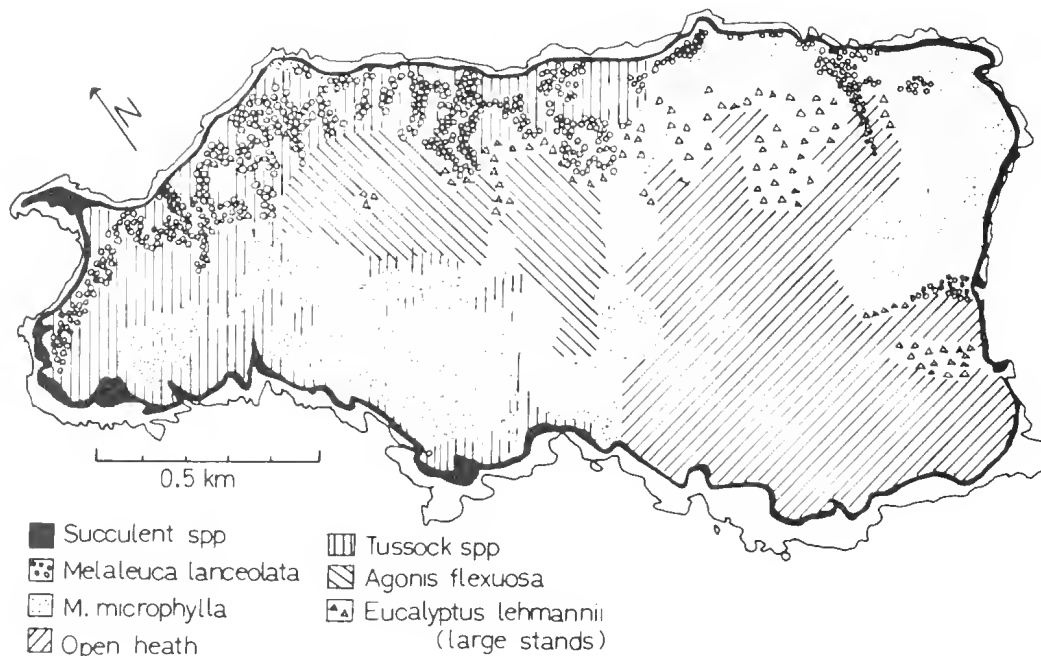 N
0.5 km
Succulent spp
Melaleuca lanceolata
M. microphylla
Open heath
Tussock spp
Agonis flexuosa
Eucalyptus lehmannii
(large stands)